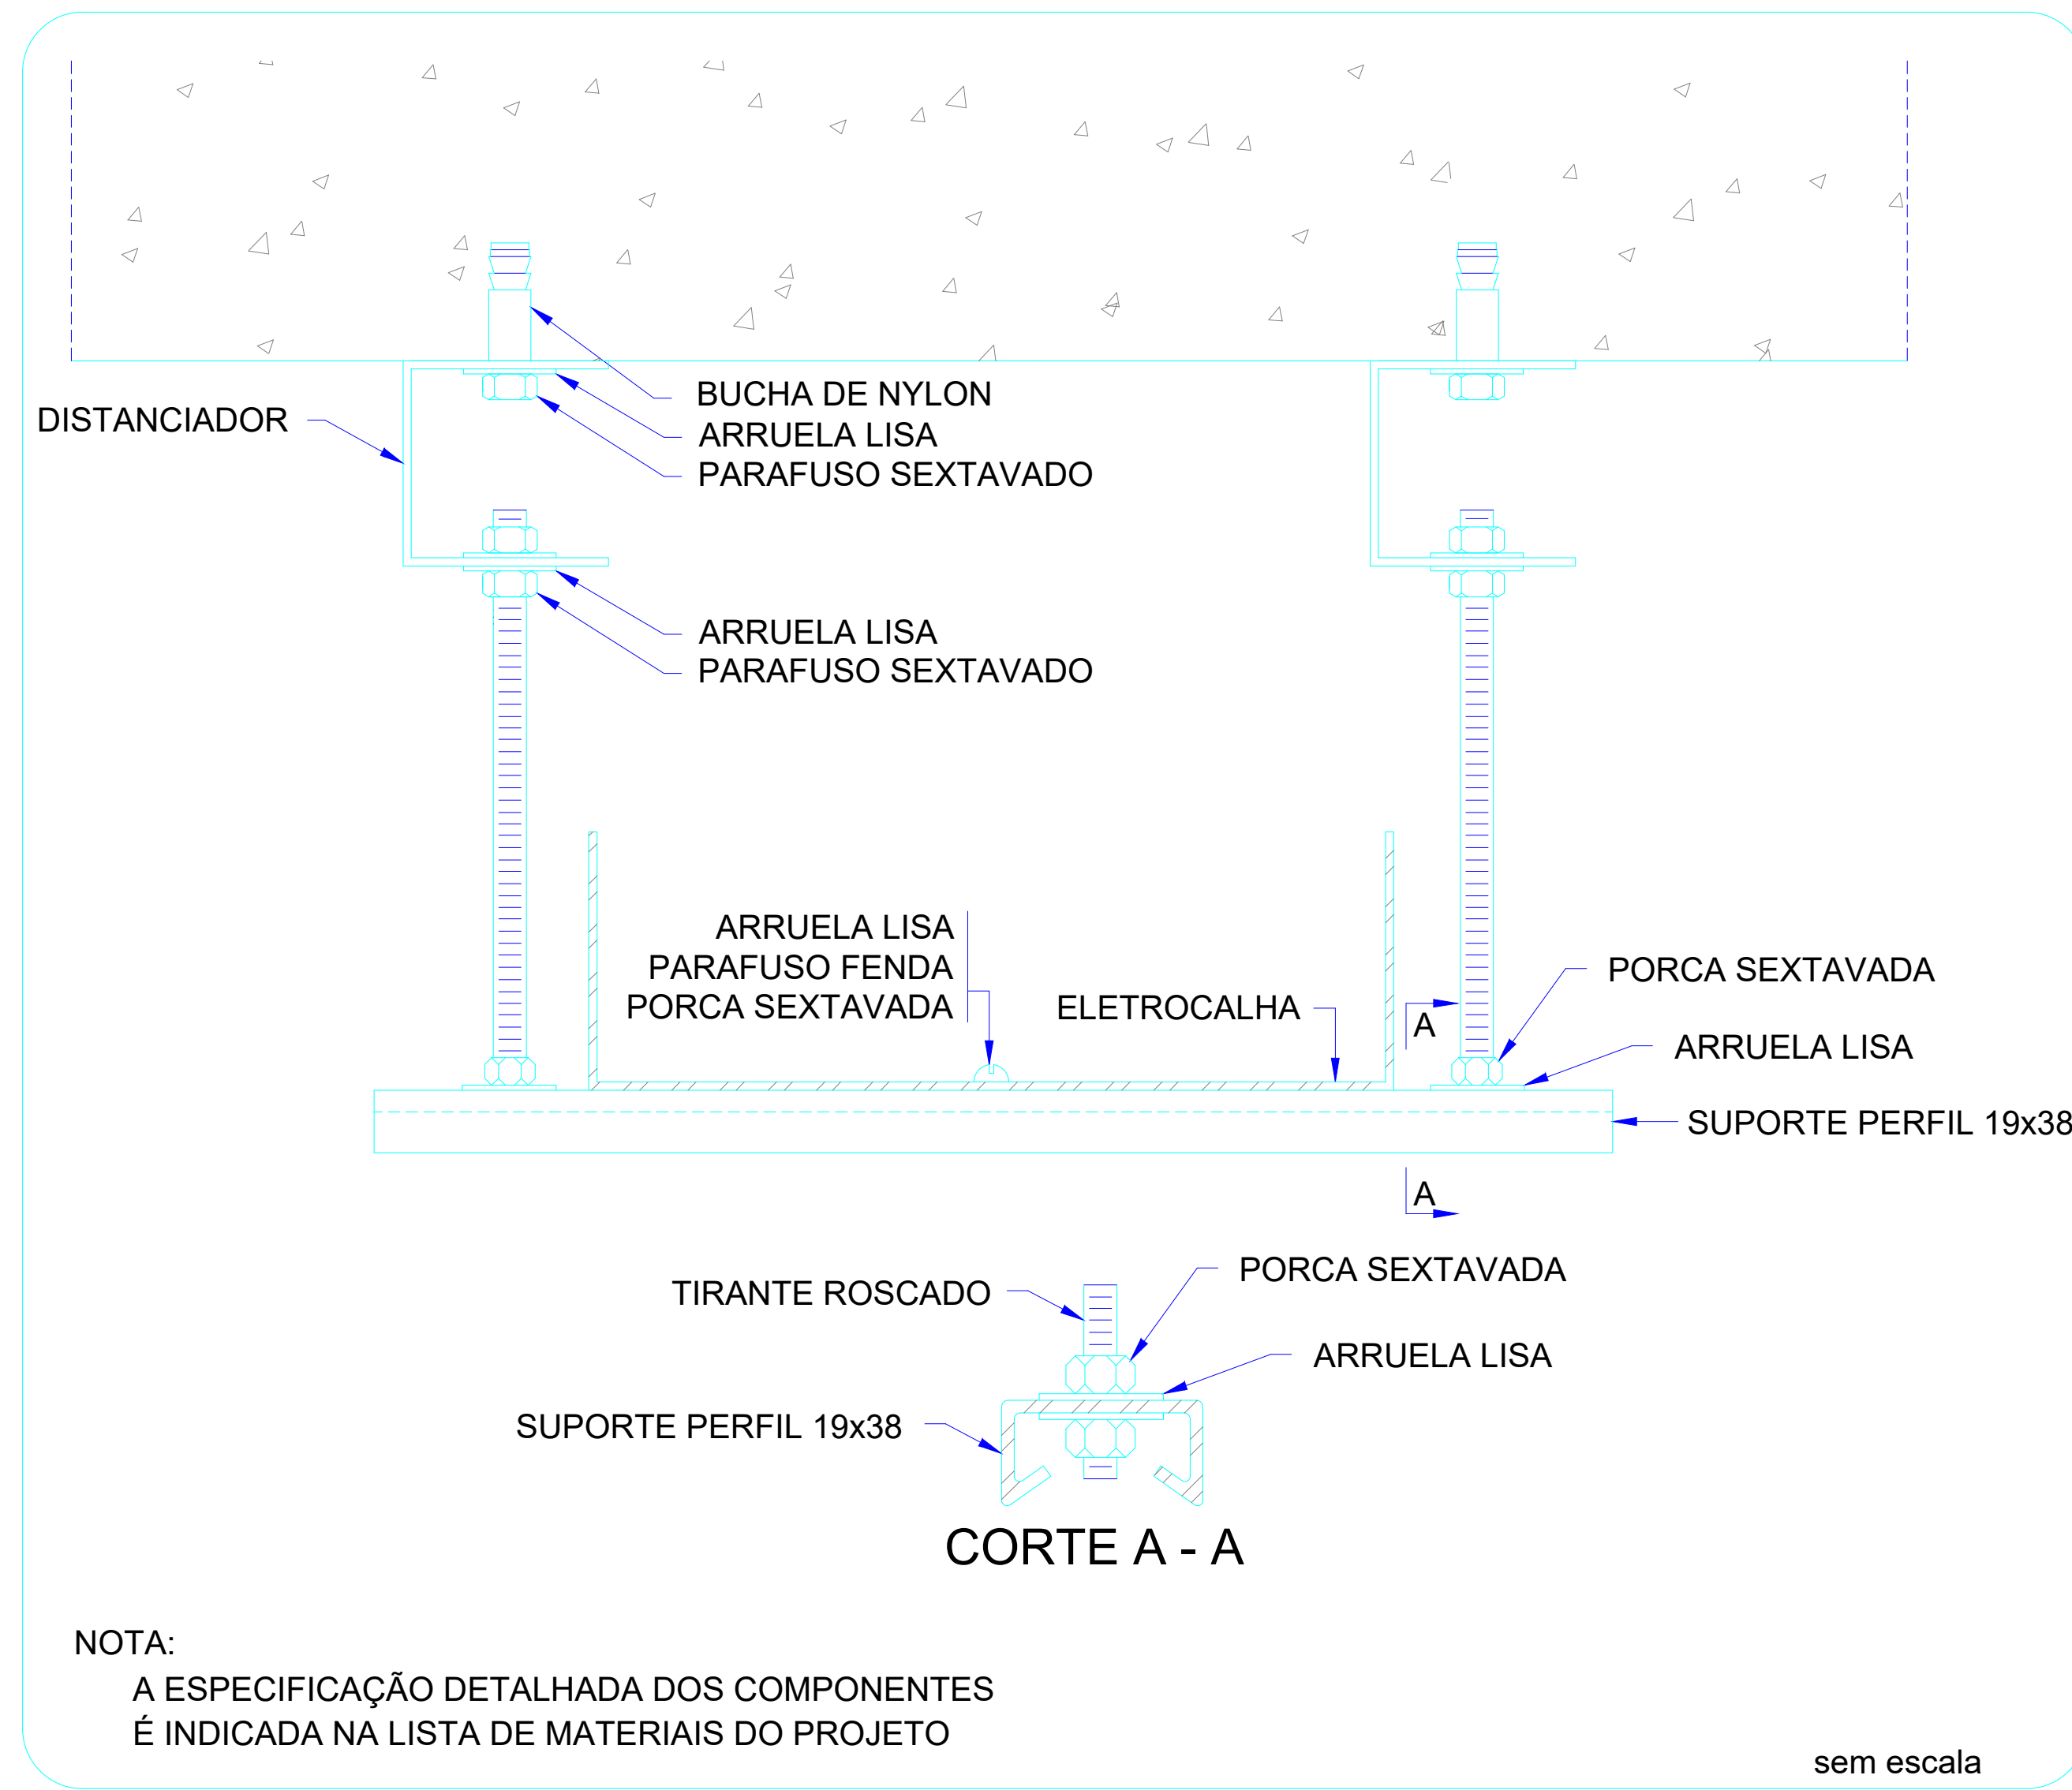 BUCHA DE NYLON
DISTANCIADOR
ARRUELA LISA
PARAFUSO SEXTAVADO
ARRUELA LISA
PARAFUSO SEXTAVADO
ARRUELA LISA
PARAFUSO FENDA
PORCA SEXTAVADA
ELETROCALHA
PORCA SEXTAVADA
A
ARRUELA LISA
SUPORTE PERFIL 19x38
A
TIRANTE ROSCADO
PORCA SEXTAVADA
ARRUELA LISA
SUPORTE PERFIL 19x38
CORTE A - A
NOTA:
A ESPECIFICAÇÃO DETALHADA DOS COMPONENTES
É INDICADA NA LISTA DE MATERIAIS DO PROJETO
sem escala